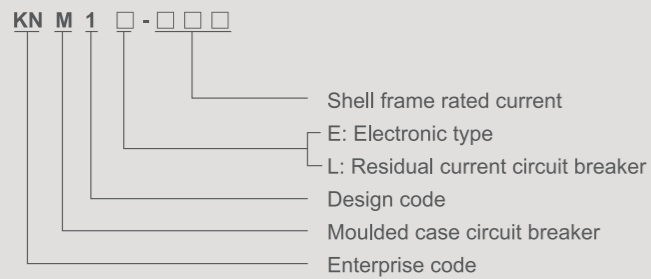 KN M 1 □ - □ □ □
Shell frame rated current
E: Electronic type
L: Residual current circuit breaker
Design code
Moulded case circuit breaker
Enterprise code